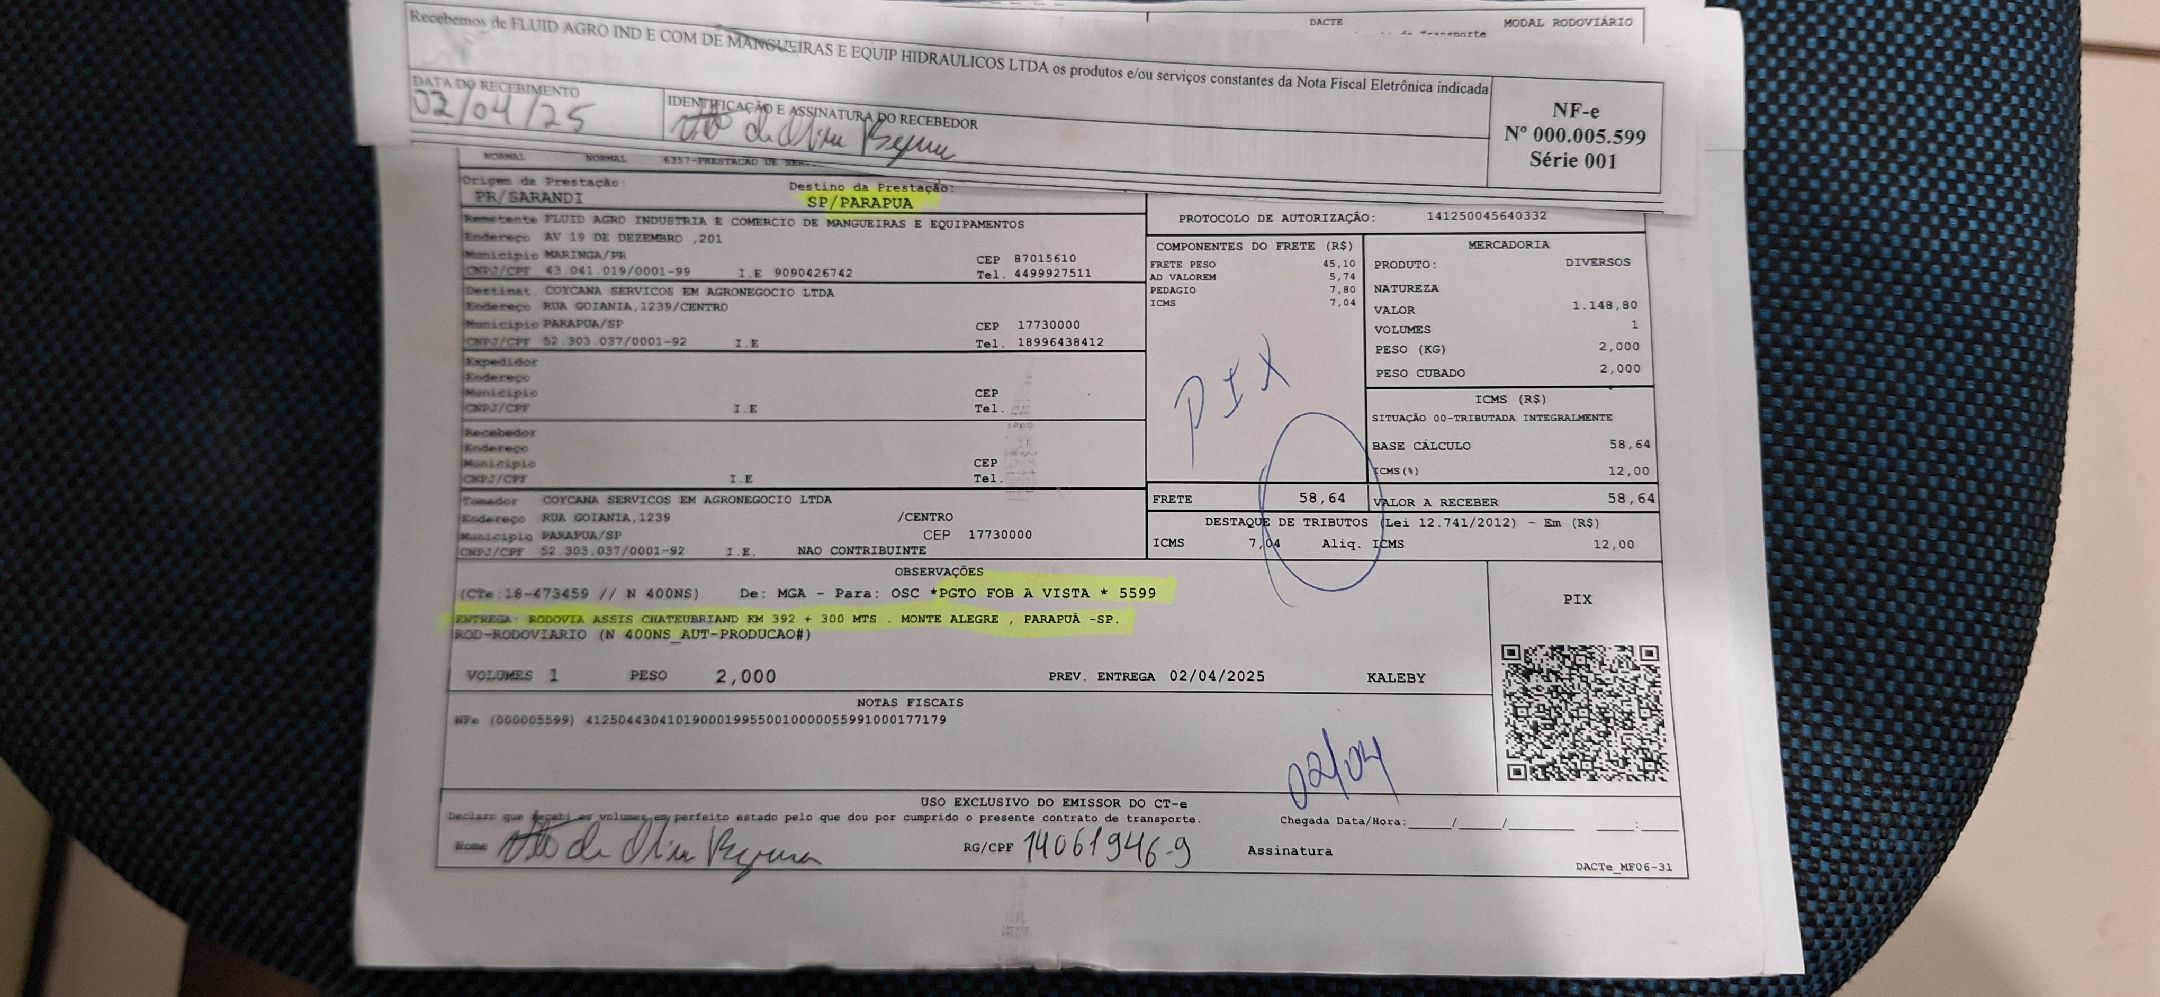 DACTE
MODAL RODOVIÁRIO
Recebemos de FLUID AGRO IND E COM DE MANGUEIRAS E EQUIP HIDRAULICOS LTDA os produtos e/ou serviços constantes da Nota Fiscal Eletrônica indicada
DATA DO RECEBIMENTO
02/04/25
IDENTIFICAÇÃO E ASSINATURA DO RECEBEDOR
NF-e
Nº 000.005.599
Série 001
NORMAL NORMAL 6357-PRESTACAO DE
Origem da Prestação:
PR/SARANDI
Destino da Prestação:
SP/PARAPUA
Remetente FLUID AGRO INDUSTRIA E COMERCIO DE MANGUEIRAS E EQUIPAMENTOS
Endereço AV 19 DE DEZEMBRO ,201
Município MARINGA/PR CEP 87015610
CNPJ/CPF 43.041.019/0001-99 I.E 9090426742 Tel. 4499927511
Destinat. COYCANA SERVICOS EM AGRONEGOCIO LTDA
Endereço RUA GOIANIA,1239/CENTRO
Município PARAPUA/SP CEP 17730000
CNPJ/CPF 52.303.037/0001-92 I.E Tel. 18996438412
Expedidor
Endereço
Município CEP
CNPJ/CPF I.E Tel.
Recebedor
Endereço
Município CEP
CNPJ/CPF I.E Tel.
Tomador COYCANA SERVICOS EM AGRONEGOCIO LTDA
Endereço RUA GOIANIA,1239 /CENTRO
Município PARAPUA/SP CEP 17730000
CNPJ/CPF 52.303.037/0001-92 I.E. NAO CONTRIBUINTE
PROTOCOLO DE AUTORIZAÇÃO: 141250045640332
COMPONENTES DO FRETE (R$)
FRETE PESO 45,10
AD VALOREM 5,74
PEDAGIO 7,80
ICMS 7,04
PIX
MERCADORIA
PRODUTO: DIVERSOS
NATUREZA
VALOR 1.148,80
VOLUMES 1
PESO (KG) 2,000
PESO CUBADO 2,000
ICMS (R$)
SITUAÇÃO 00-TRIBUTADA INTEGRALMENTE
BASE CÁLCULO 58,64
ICMS(%) 12,00
FRETE 58,64
VALOR A RECEBER 58,64
DESTAQUE DE TRIBUTOS (Lei 12.741/2012) - Em (R$)
ICMS 7,04 Aliq. ICMS 12,00
OBSERVAÇÕES
(CTe:18-473459 // N 400NS) De: MGA - Para: OSC *PGTO FOB A VISTA * 5599
ENTREGA: RODOVIA ASSIS CHATEUBRIAND KM 392 + 300 MTS . MONTE ALEGRE , PARAPUÃ -SP.
ROD-RODOVIARIO (N 400NS_AUT-PRODUCAO#)
PIX
VOLUMES 1 PESO 2,000 PREV. ENTREGA 02/04/2025 KALEBY
NOTAS FISCAIS
NFe (000005599) 41250443041019000199550010000055991000177179
02/04
USO EXCLUSIVO DO EMISSOR DO CT-e
Declaro que recebi os volumes em perfeito estado pelo que dou por cumprido o presente contrato de transporte.
Chegada Data/Hora:____/____/________ ____:____
Nome
RG/CPF 14061946-9
Assinatura
DACTe_MF06-31